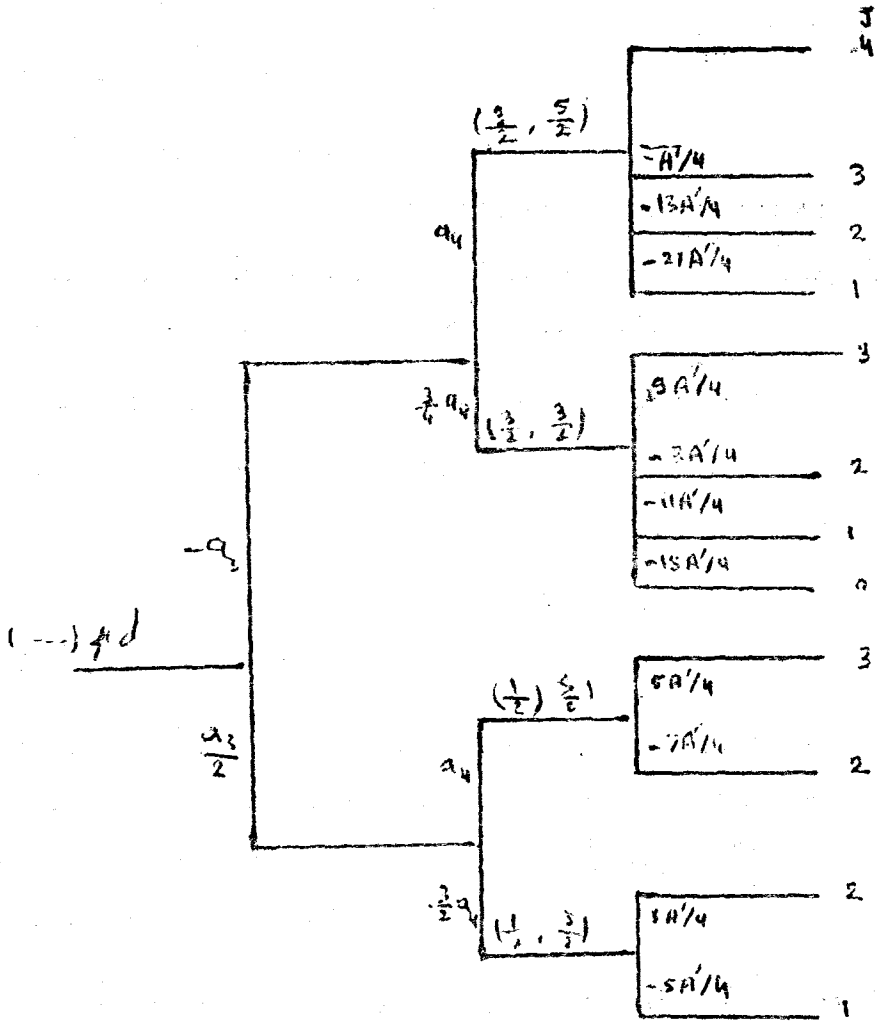 J
4
(3/2, 5/2)
-A'/4
3
-13A'/4
2
a4
-21A'/4
1
3
3/4 a4
9A'/4
(3/2, 3/2)
-3A'/4
2
-11A'/4
1
-15A'/4
-a3
pd
3
(1/2, 5/2)
5A'/4
a3/2
-7A'/4
a4
2
2
3/2 a4
3A'/4
(1/2, 3/2)
-5A'/4
1